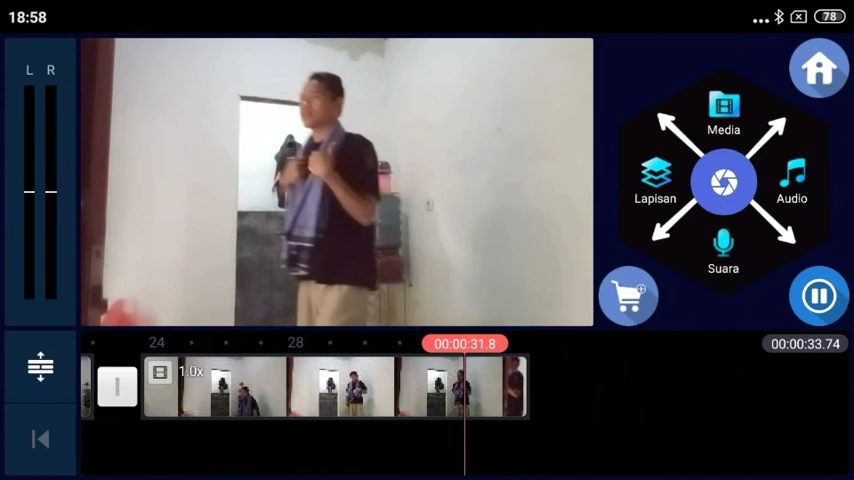 18:58
78
L R
Media
Lapisan
Audio
Suara
24
28
00:00:31.8
00:00:33.74
1.0x